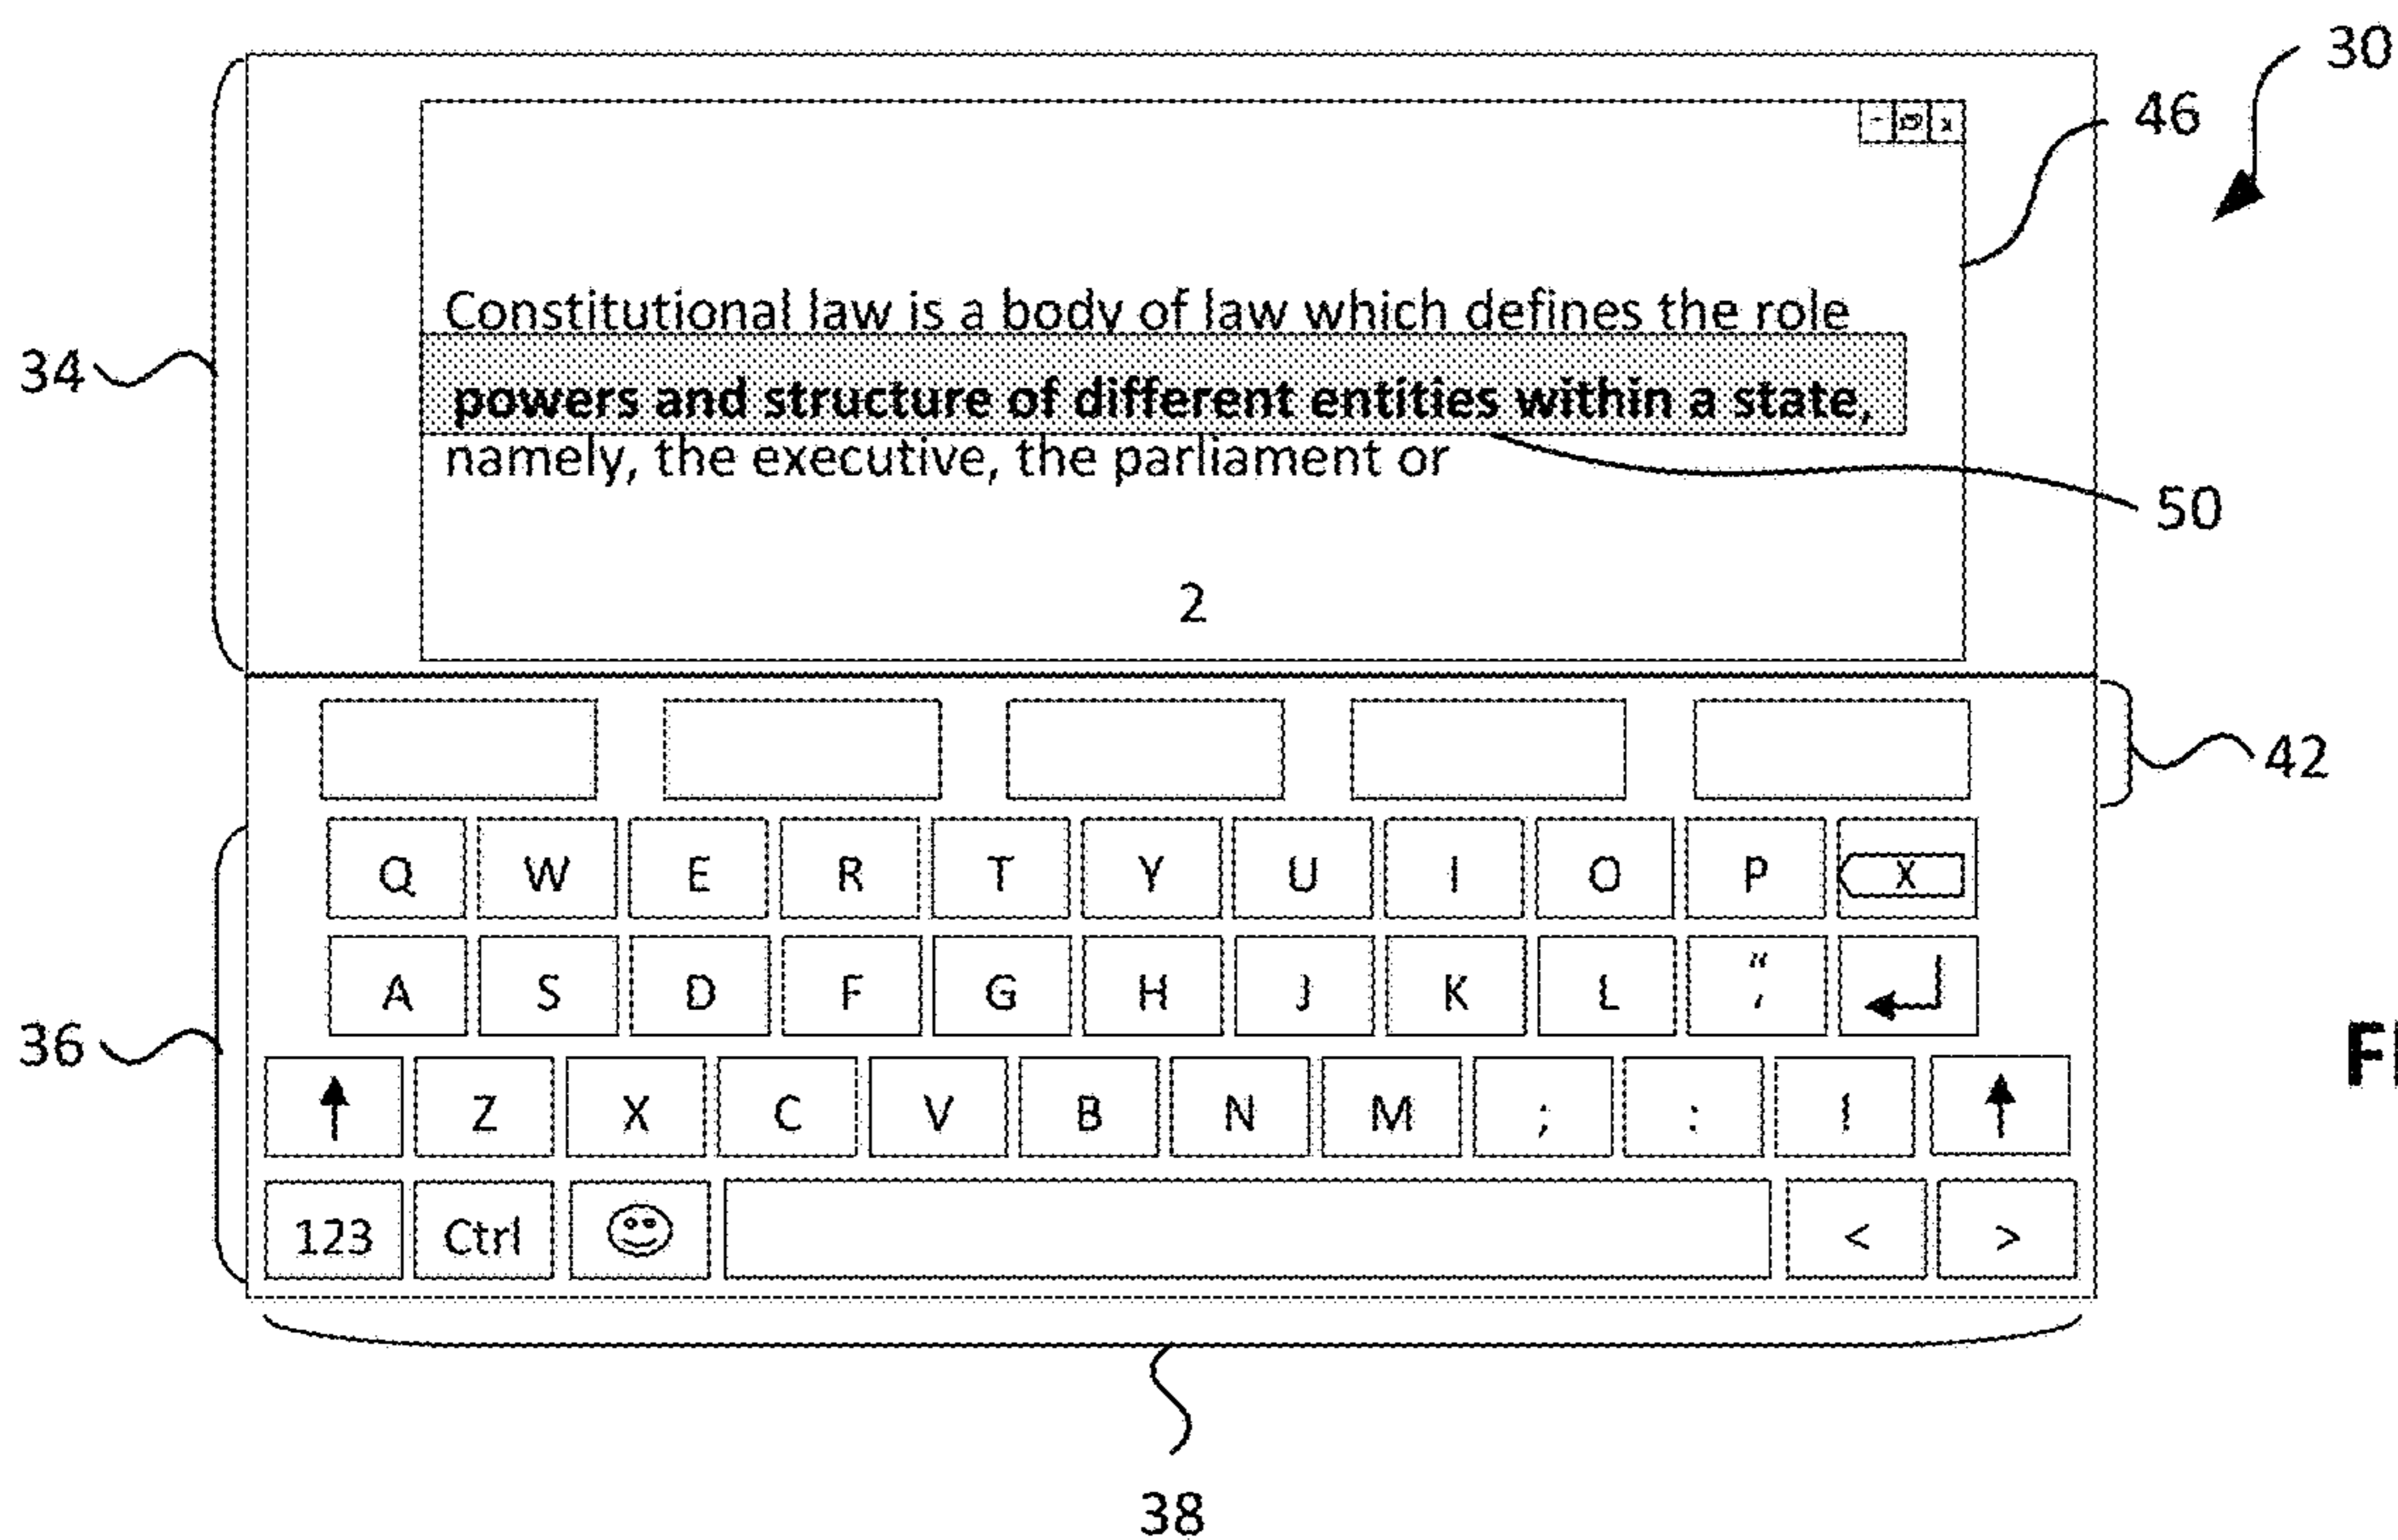 30
46
x
Constitutional law is a body of law which defines the role
34
powers and structure of different entities within a state,
namely, the executive, the parliament or
50
2
42
Q W E R T Y U I O P X
A S D F G H J K L " ,
36
Z X C V B N M ; : !
123 Ctrl < >
38